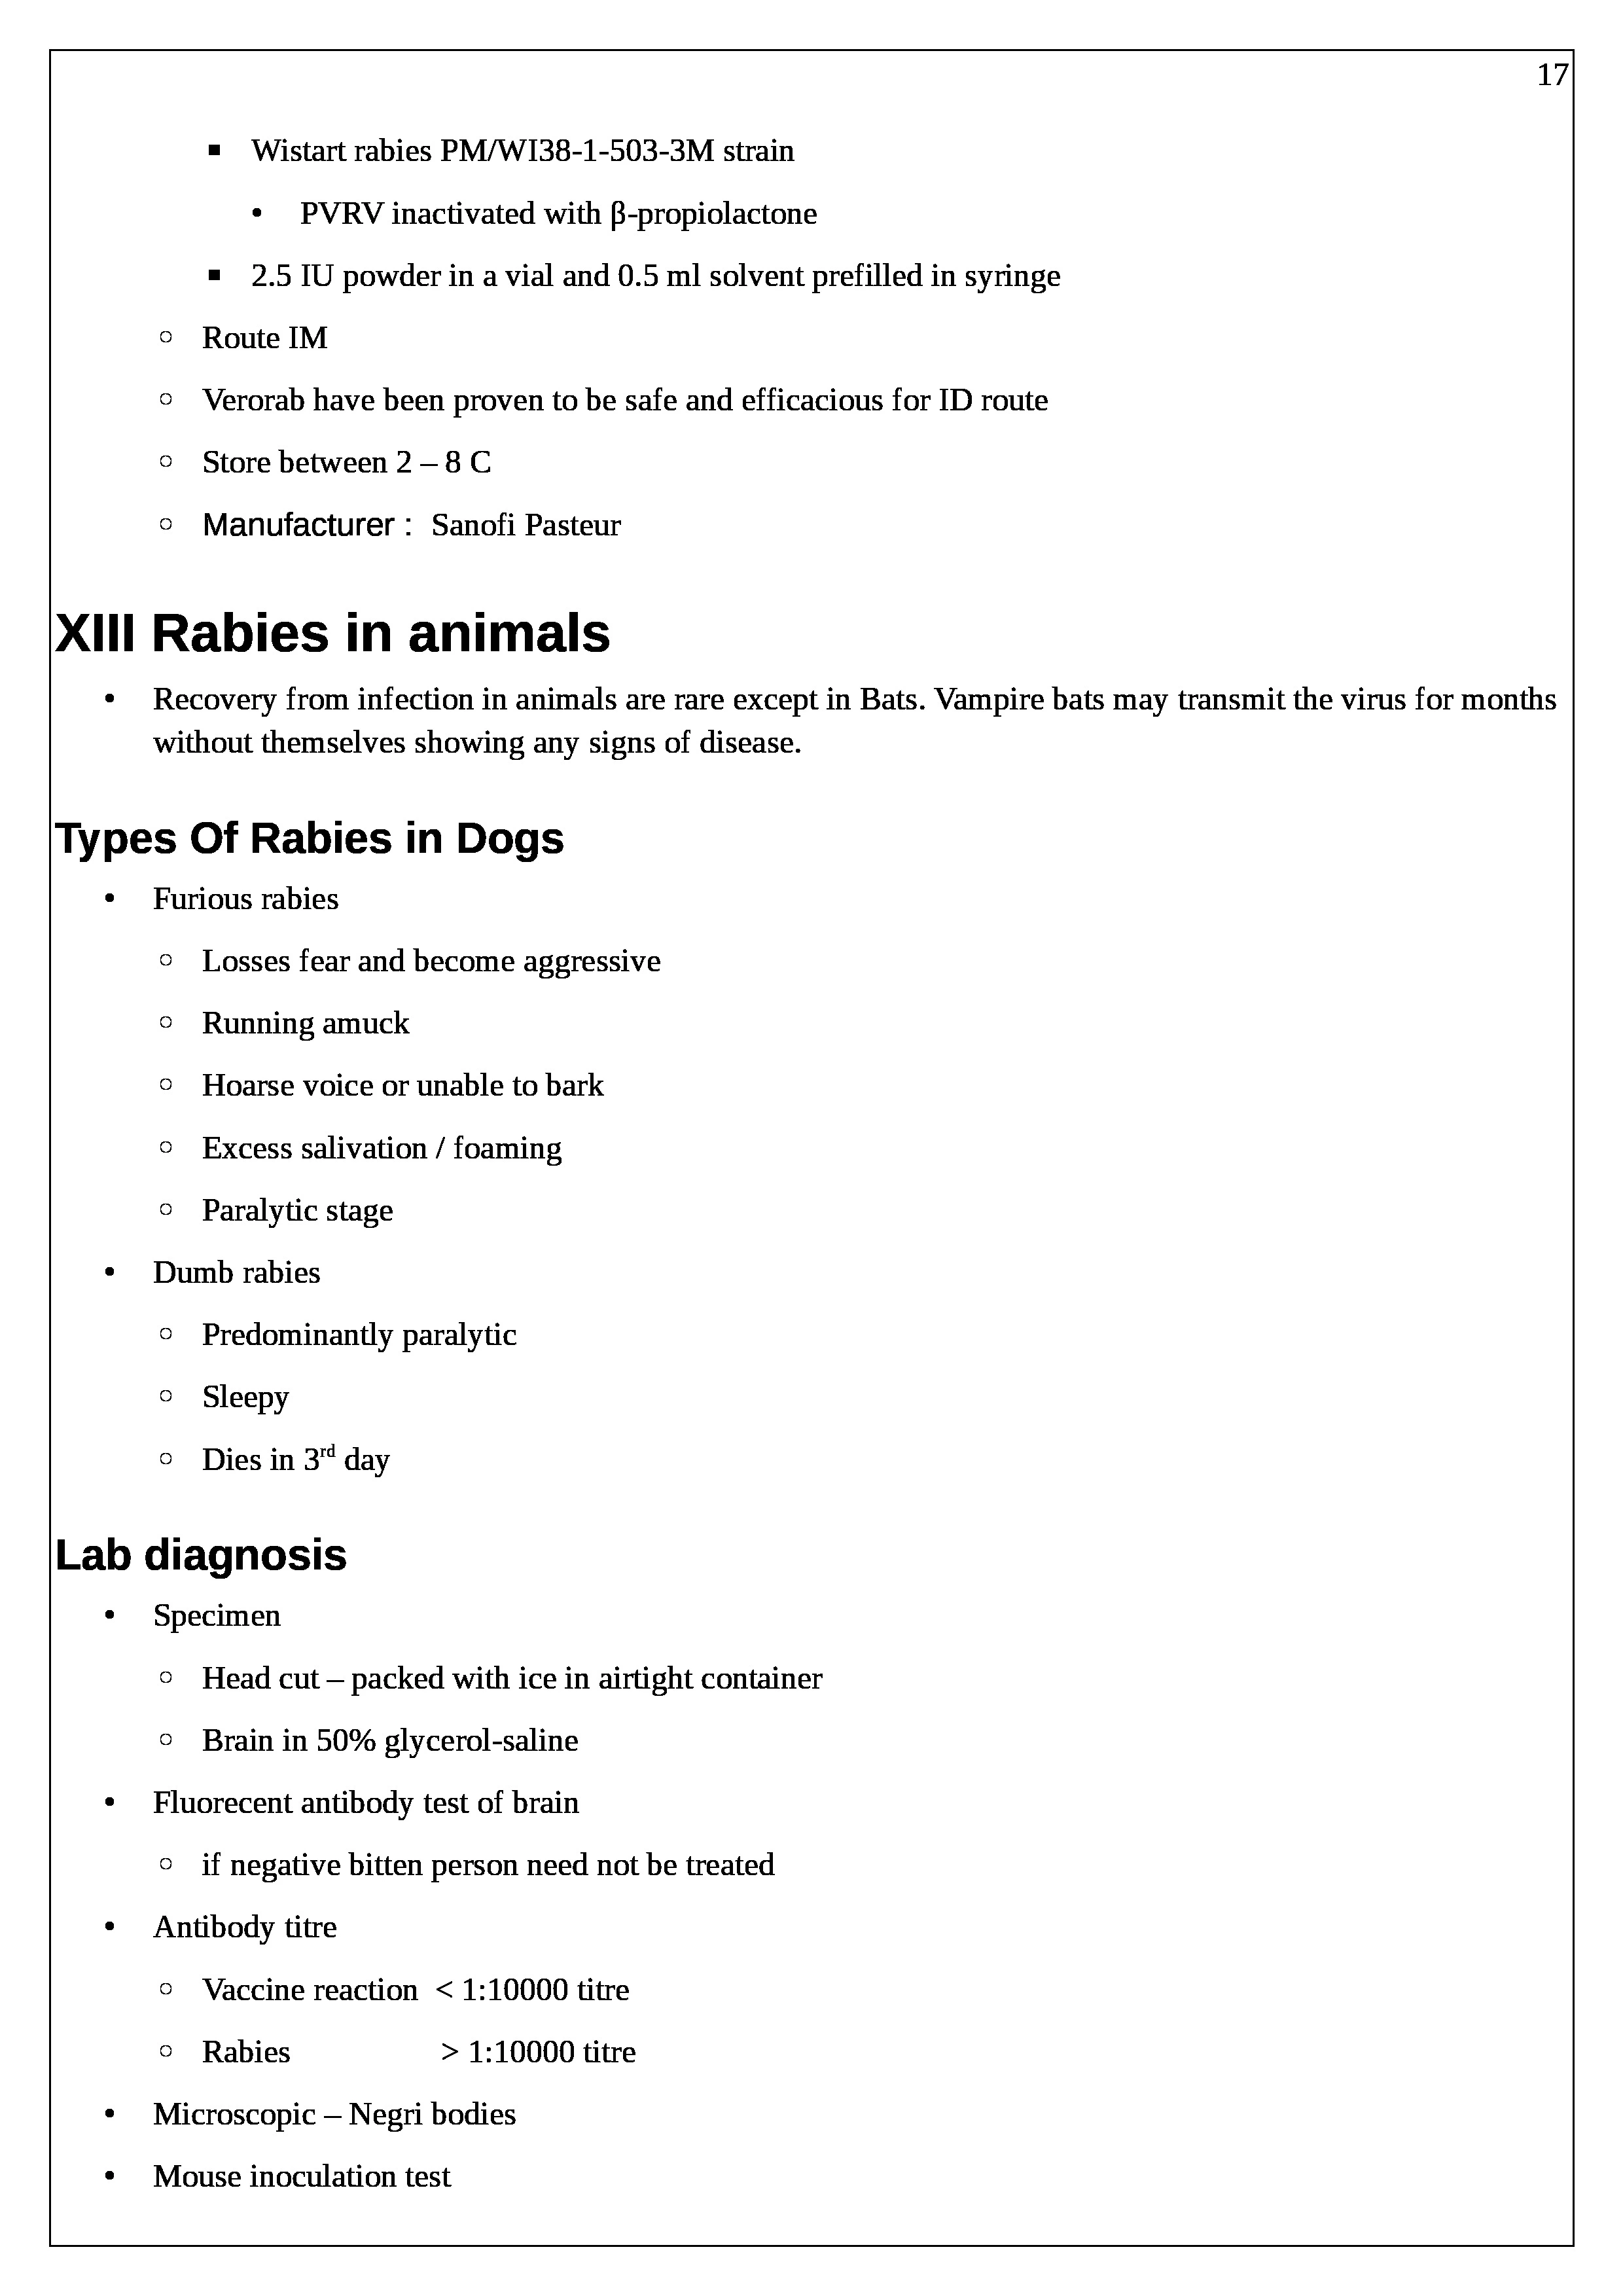 17
▪ Wistart rabies PM/WI38-1-503-3M strain
• PVRV inactivated with β-propiolactone
▪ 2.5 IU powder in a vial and 0.5 ml solvent prefilled in syringe
○ Route IM
○ Verorab have been proven to be safe and efficacious for ID route
○ Store between 2 – 8 C
○ Manufacturer : Sanofi Pasteur
XIII Rabies in animals
• Recovery from infection in animals are rare except in Bats. Vampire bats may transmit the virus for months
without themselves showing any signs of disease.
Types Of Rabies in Dogs
• Furious rabies
○ Losses fear and become aggressive
○ Running amuck
○ Hoarse voice or unable to bark
○ Excess salivation / foaming
○ Paralytic stage
• Dumb rabies
○ Predominantly paralytic
○ Sleepy
○ Dies in 3rd day
Lab diagnosis
• Specimen
○ Head cut – packed with ice in airtight container
○ Brain in 50% glycerol-saline
• Fluorecent antibody test of brain
○ if negative bitten person need not be treated
• Antibody titre
○ Vaccine reaction < 1:10000 titre
○ Rabies > 1:10000 titre
• Microscopic – Negri bodies
• Mouse inoculation test